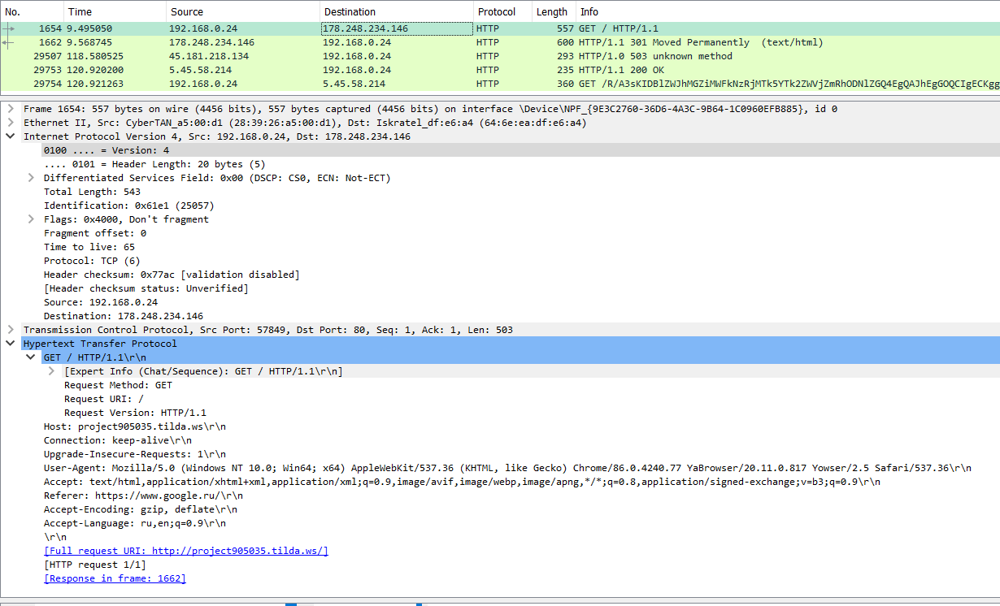 No. Time Source Destination Protocol Length Info
1654 9.495050 192.168.0.24 178.248.234.146 HTTP 557 GET / HTTP/1.1
1662 9.568745 178.248.234.146 192.168.0.24 HTTP 600 HTTP/1.1 301 Moved Permanently (text/html)
29507 118.580525 45.181.218.134 192.168.0.24 HTTP 293 HTTP/1.0 503 unknown method
29753 120.920200 5.45.58.214 192.168.0.24 HTTP 235 HTTP/1.1 200 OK
29754 120.921263 192.168.0.24 5.45.58.214 HTTP 360 GET /R/A3sKIDBlZWJhMGZiMWFkNzRjMTk5YTk2ZWVjZmRhODNlZGQ4EgQAJhEgGOQCIgECKgg
Frame 1654: 557 bytes on wire (4456 bits), 557 bytes captured (4456 bits) on interface \Device\NPF_{9E3C2760-36D6-4A3C-9B64-1C0960EFB885}, id 0
Ethernet II, Src: CyberTAN_a5:00:d1 (28:39:26:a5:00:d1), Dst: Iskratel_df:e6:a4 (64:6e:ea:df:e6:a4)
Internet Protocol Version 4, Src: 192.168.0.24, Dst: 178.248.234.146
0100 .... = Version: 4
.... 0101 = Header Length: 20 bytes (5)
Differentiated Services Field: 0x00 (DSCP: CS0, ECN: Not-ECT)
Total Length: 543
Identification: 0x61e1 (25057)
Flags: 0x4000, Don't fragment
Fragment offset: 0
Time to live: 65
Protocol: TCP (6)
Header checksum: 0x77ac [validation disabled]
[Header checksum status: Unverified]
Source: 192.168.0.24
Destination: 178.248.234.146
Transmission Control Protocol, Src Port: 57849, Dst Port: 80, Seq: 1, Ack: 1, Len: 503
Hypertext Transfer Protocol
GET / HTTP/1.1\r\n
[Expert Info (Chat/Sequence): GET / HTTP/1.1\r\n]
Request Method: GET
Request URI: /
Request Version: HTTP/1.1
Host: project905035.tilda.ws\r\n
Connection: keep-alive\r\n
Upgrade-Insecure-Requests: 1\r\n
User-Agent: Mozilla/5.0 (Windows NT 10.0; Win64; x64) AppleWebKit/537.36 (KHTML, like Gecko) Chrome/86.0.4240.77 YaBrowser/20.11.0.817 Yowser/2.5 Safari/537.36\r\n
Accept: text/html,application/xhtml+xml,application/xml;q=0.9,image/avif,image/webp,image/apng,*/*;q=0.8,application/signed-exchange;v=b3;q=0.9\r\n
Referer: https://www.google.ru/\r\n
Accept-Encoding: gzip, deflate\r\n
Accept-Language: ru,en;q=0.9\r\n
\r\n
[Full request URI: http://project905035.tilda.ws/]
[HTTP request 1/1]
[Response in frame: 1662]